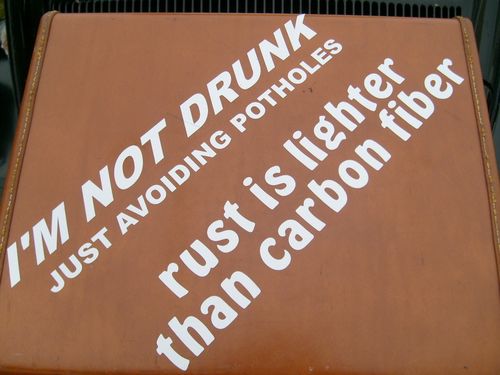 I'M NOT DRUNK
JUST AVOIDING POTHOLES
rust is lighter
than carbon fiber